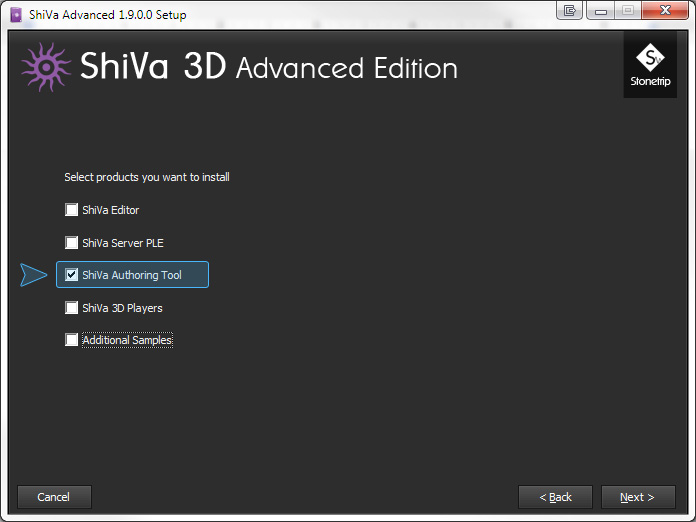 ShiVa Advanced 1.9.0.0 Setup
ShiVa 3D Advanced Edition
S
Stonetrip
Select products you want to install
ShiVa Editor
ShiVa Server PLE
ShiVa Authoring Tool
ShiVa 3D Players
Additional Samples
Cancel
< Back
Next >